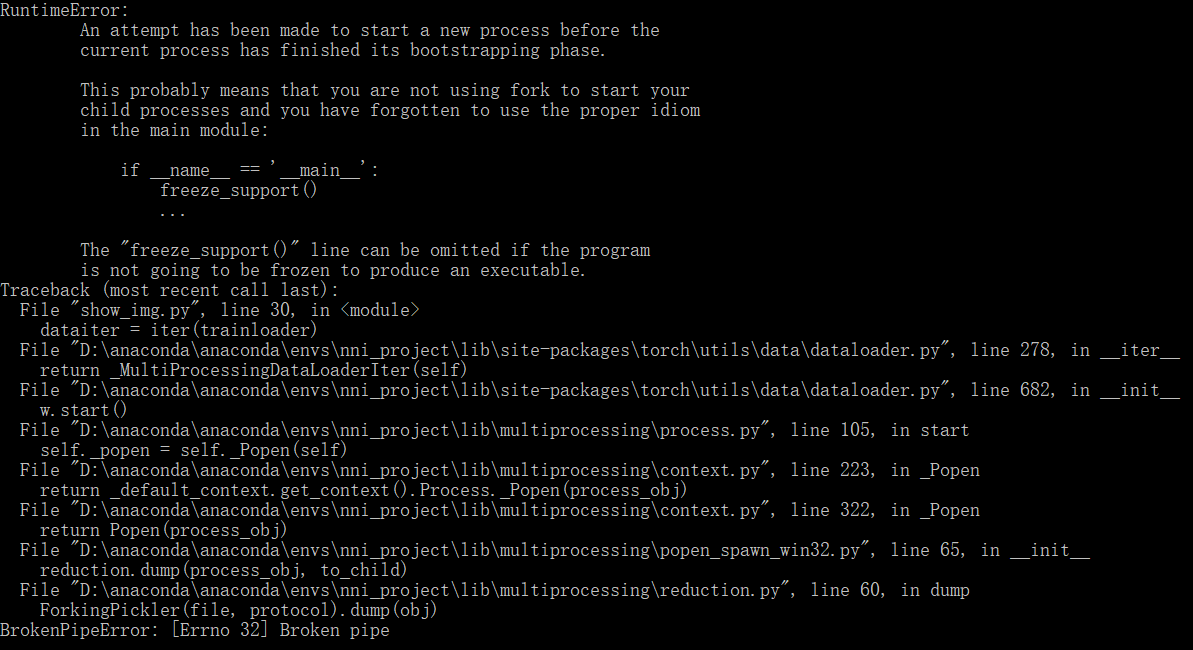 RuntimeError:
An attempt has been made to start a new process before the
current process has finished its bootstrapping phase.
This probably means that you are not using fork to start your
child processes and you have forgotten to use the proper idiom
in the main module:
if __name__ == '__main__':
freeze_support()
...
The "freeze_support()" line can be omitted if the program
is not going to be frozen to produce an executable.
Traceback (most recent call last):
File "show_img.py", line 30, in <module>
dataiter = iter(trainloader)
File "D:\anaconda\anaconda\envs\nni_project\lib\site-packages\torch\utils\data\dataloader.py", line 278, in __iter__
return _MultiProcessingDataLoaderIter(self)
File "D:\anaconda\anaconda\envs\nni_project\lib\site-packages\torch\utils\data\dataloader.py", line 682, in __init__
w.start()
File "D:\anaconda\anaconda\envs\nni_project\lib\multiprocessing\process.py", line 105, in start
self._popen = self._Popen(self)
File "D:\anaconda\anaconda\envs\nni_project\lib\multiprocessing\context.py", line 223, in _Popen
return _default_context.get_context().Process._Popen(process_obj)
File "D:\anaconda\anaconda\envs\nni_project\lib\multiprocessing\context.py", line 322, in _Popen
return Popen(process_obj)
File "D:\anaconda\anaconda\envs\nni_project\lib\multiprocessing\popen_spawn_win32.py", line 65, in __init__
reduction.dump(process_obj, to_child)
File "D:\anaconda\anaconda\envs\nni_project\lib\multiprocessing\reduction.py", line 60, in dump
ForkingPickler(file, protocol).dump(obj)
BrokenPipeError: [Errno 32] Broken pipe